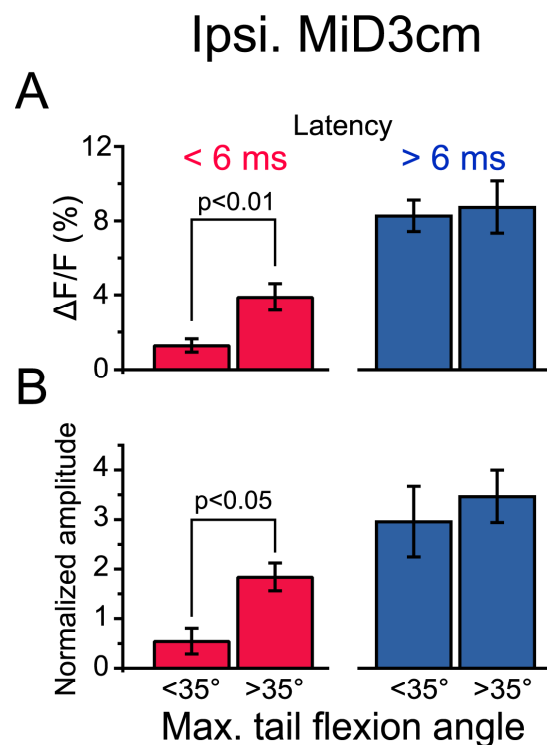 Ipsi. MiD3cm
A
Latency
< 6 ms
> 6 ms
p<0.01
ΔF/F (%)
12
8
4
0
B
Normalized amplitude
p<0.05
4
3
2
1
0
<35° >35° <35° >35°
Max. tail flexion angle